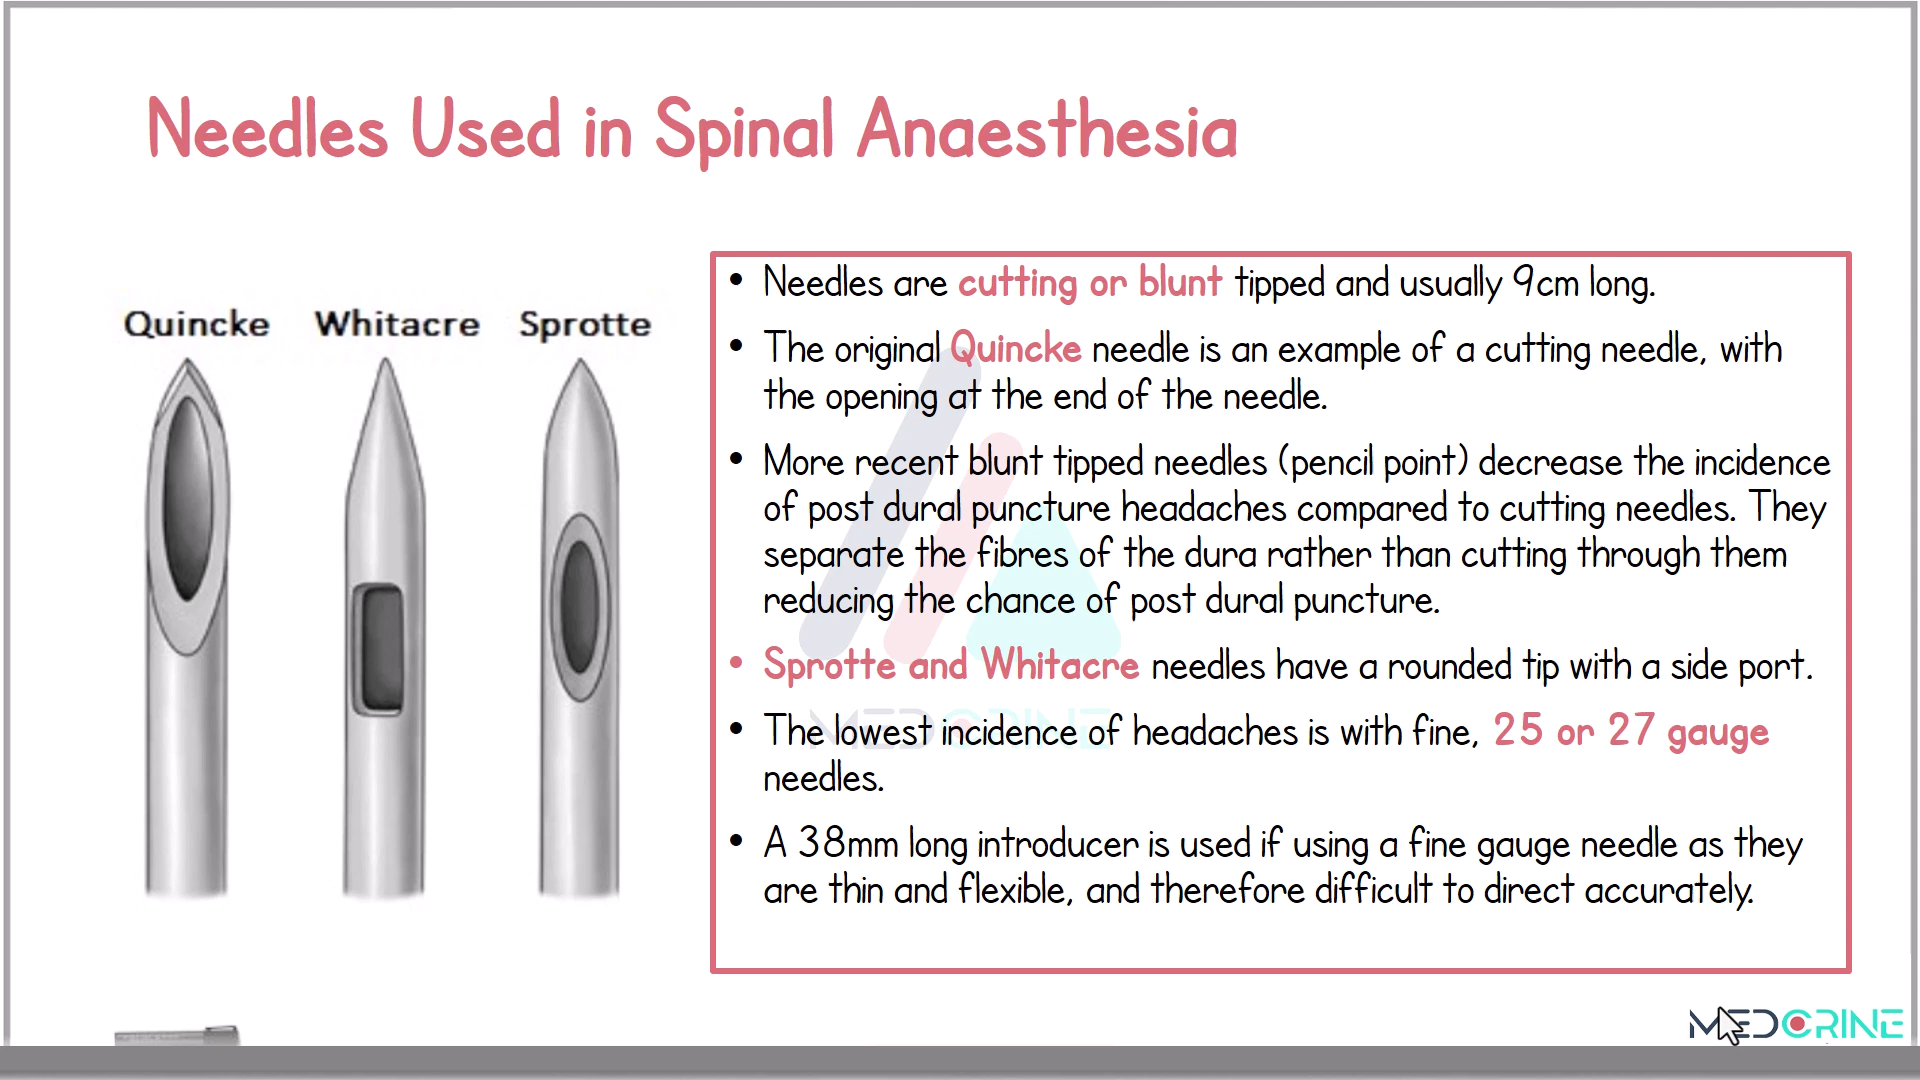 Needles Used in Spinal Anaesthesia
Quincke Whitacre Sprotte
• Needles are cutting or blunt tipped and usually 9cm long.
• The original Quincke needle is an example of a cutting needle, with
the opening at the end of the needle.
• More recent blunt tipped needles (pencil point) decrease the incidence
of post dural puncture headaches compared to cutting needles. They
separate the fibres of the dura rather than cutting through them
reducing the chance of post dural puncture.
• Sprotte and Whitacre needles have a rounded tip with a side port.
• The lowest incidence of headaches is with fine, 25 or 27 gauge
needles.
• A 38mm long introducer is used if using a fine gauge needle as they
are thin and flexible, and therefore difficult to direct accurately.
MEDCRINE
MEDCRINE